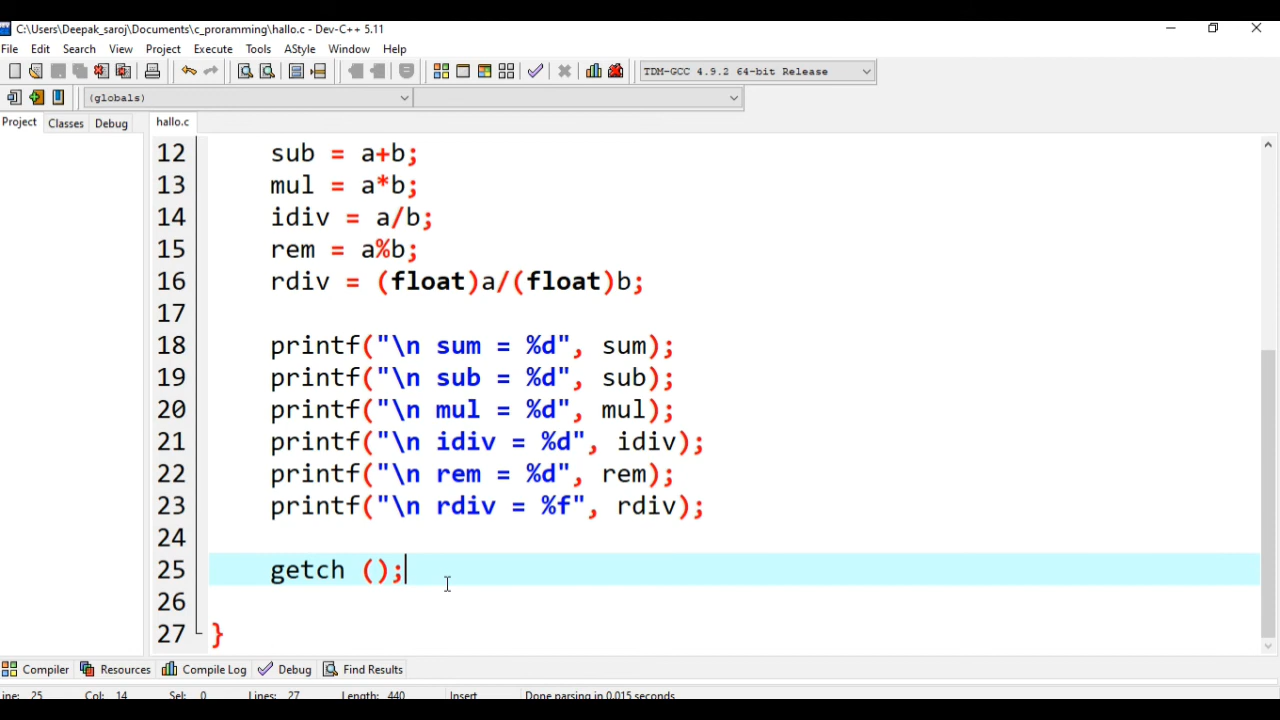 C:\Users\Deepak_saroj\Documents\c_proramming\hallo.c - Dev-C++ 5.11
File Edit Search View Project Execute Tools AStyle Window Help
TDM-GCC 4.9.2 64-bit Release
(globals)
Project Classes Debug hallo.c
12 sub = a+b;
13 mul = a*b;
14 idiv = a/b;
15 rem = a%b;
16 rdiv = (float)a/(float)b;
17
18 printf("\n sum = %d", sum);
19 printf("\n sub = %d", sub);
20 printf("\n mul = %d", mul);
21 printf("\n idiv = %d", idiv);
22 printf("\n rem = %d", rem);
23 printf("\n rdiv = %f", rdiv);
24
25 getch ();
26
27 }
Compiler Resources Compile Log Debug Find Results
ine: 25 Col: 14 Sel: 0 Lines: 27 Length: 440 Insert Done parsing in 0.015 seconds